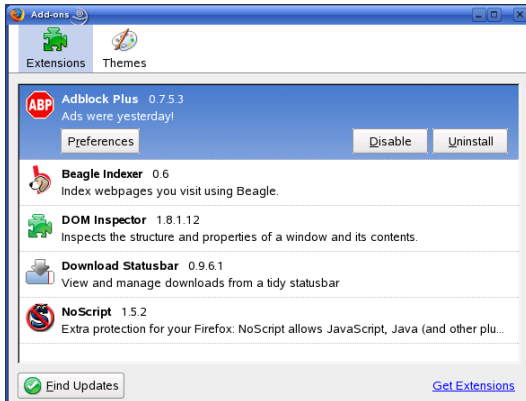 Add-ons
Extensions Themes
ABP
Adblock Plus 0.7.5.3
Ads were yesterday!
Preferences Disable Uninstall
Beagle Indexer 0.6
Index webpages you visit using Beagle.
DOM Inspector 1.8.1.12
Inspects the structure and properties of a window and its contents.
Download Statusbar 0.9.6.1
View and manage downloads from a tidy statusbar
NoScript 1.5.2
Extra protection for your Firefox: NoScript allows JavaScript, Java (and other plu...
Find Updates Get Extensions